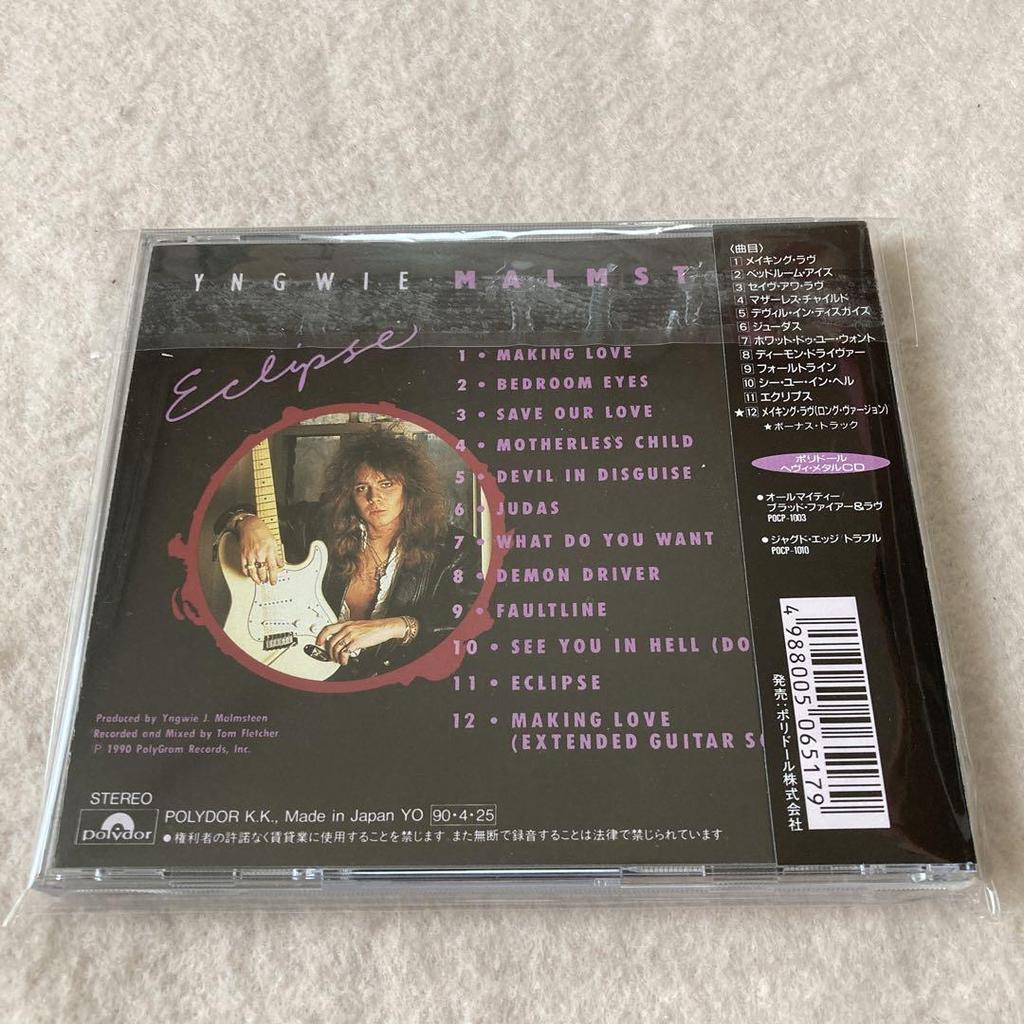 YNGWIE MALMST
Eclipse
1 • MAKING LOVE
2 • BEDROOM EYES
3 • SAVE OUR LOVE
4 • MOTHERLESS CHILD
5 • DEVIL IN DISGUISE
6 • JUDAS
7 • WHAT DO YOU WANT
8 • DEMON DRIVER
9 • FAULTLINE
10 • SEE YOU IN HELL (DO
11 • ECLIPSE
12 • MAKING LOVE
(EXTENDED GUITAR S
Produced by Yngwie J. Malmsteen
Recorded and Mixed by Tom Fletcher
℗ 1990 PolyGram Records, Inc.
STEREO
polydor
POLYDOR K.K., Made in Japan YO 90・4・25
●権利者の許諾なく賃貸業に使用することを禁じます。また無断で録音することは法律で禁じられています。
〈曲目〉
1 メイキング・ラヴ
2 ベッドルーム・アイズ
3 セイヴ・アワ・ラヴ
4 マザーレス・チャイルド
5 デヴィル・イン・ディスガイス
6 ジューダス
7 ホワット・ドゥ・ユー・ウォント
8 ディーモン・ドライヴァー
9 フォールトライン
10 シー・ユー・イン・ヘル
11 エクリプス
★12 メイキング・ラヴ(ロング・ヴァージョン)
★ボーナス・トラック
ポリドール
ヘヴィ・メタルCD
●オールマイティー/
ブラッド・ファイアー&ラヴ
POCP-1003
●ジャグド・エッジ/トラブル
POCP-1010
4 988005 065179
発売:ポリドール株式会社